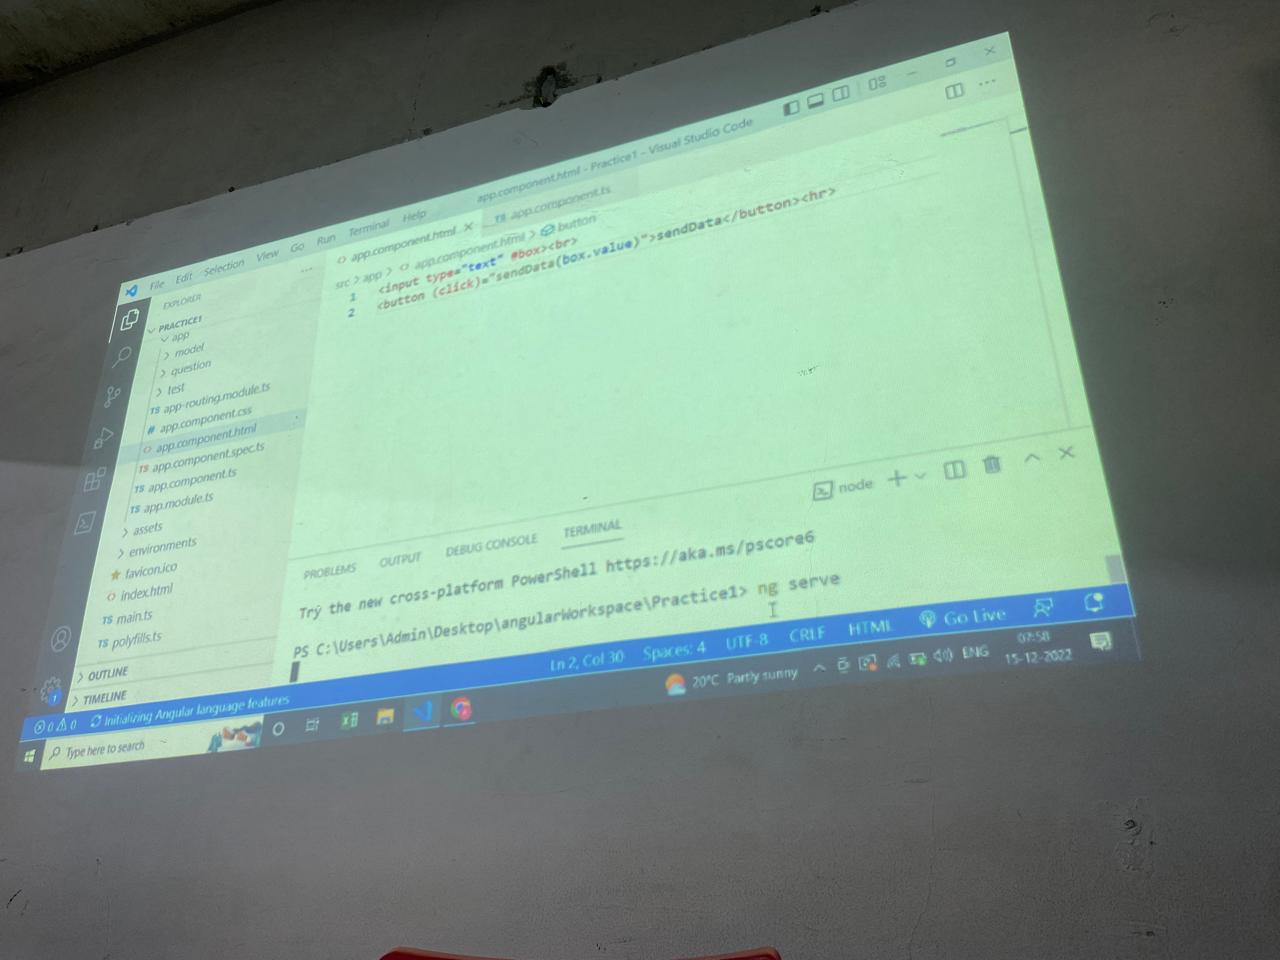 app.component.html - Practice1 - Visual Studio Code
File Edit Selection View Go Run Terminal Help
EXPLORER
PRACTICE1
app
model
question
test
TS app-routing.module.ts
# app.component.css
<> app.component.html
TS app.component.spec.ts
TS app.component.ts
TS app.module.ts
assets
environments
favicon.ico
<> index.html
TS main.ts
TS polyfills.ts
OUTLINE
TIMELINE
<> app.component.html × TS app.component.ts
src > app > <> app.component.html > button
1 <input type="text" #box><br>
2 <button (click)="sendData(box.value)">sendData</button><hr>
PROBLEMS OUTPUT DEBUG CONSOLE TERMINAL
node
Try the new cross-platform PowerShell https://aka.ms/pscore6
PS C:\Users\Admin\Desktop\angularWorkspace\Practice1> ng serve
0 0 Initializing Angular language features
Ln 2, Col 30 Spaces: 4 UTF-8 CRLF HTML Go Live
1
Type here to search
20°C Partly sunny
ENG
07:58
15-12-2022